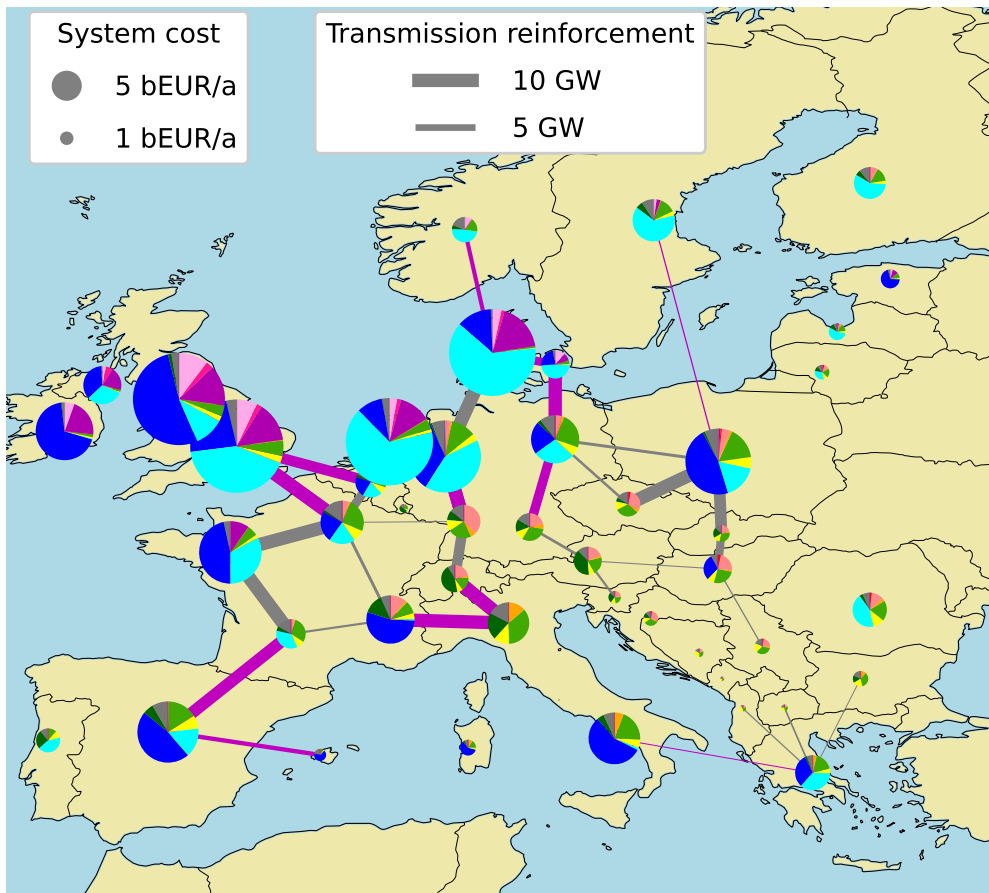 System cost
5 bEUR/a
1 bEUR/a
Transmission reinforcement
10 GW
5 GW